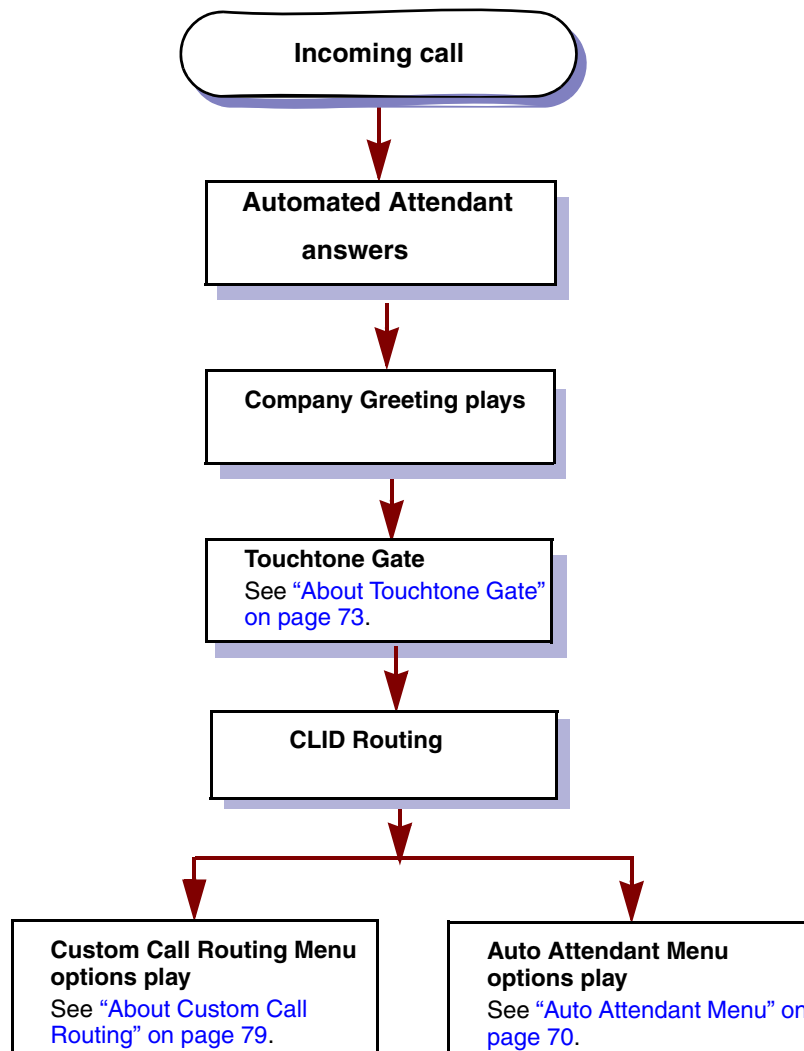 Incoming call
Automated Attendant
answers
Company Greeting plays
Touchtone Gate
See “About Touchtone Gate”
on page 73.
CLID Routing
Custom Call Routing Menu
options play
See “About Custom Call
Routing” on page 79.
Auto Attendant Menu
options play
See “Auto Attendant Menu” on
page 70.